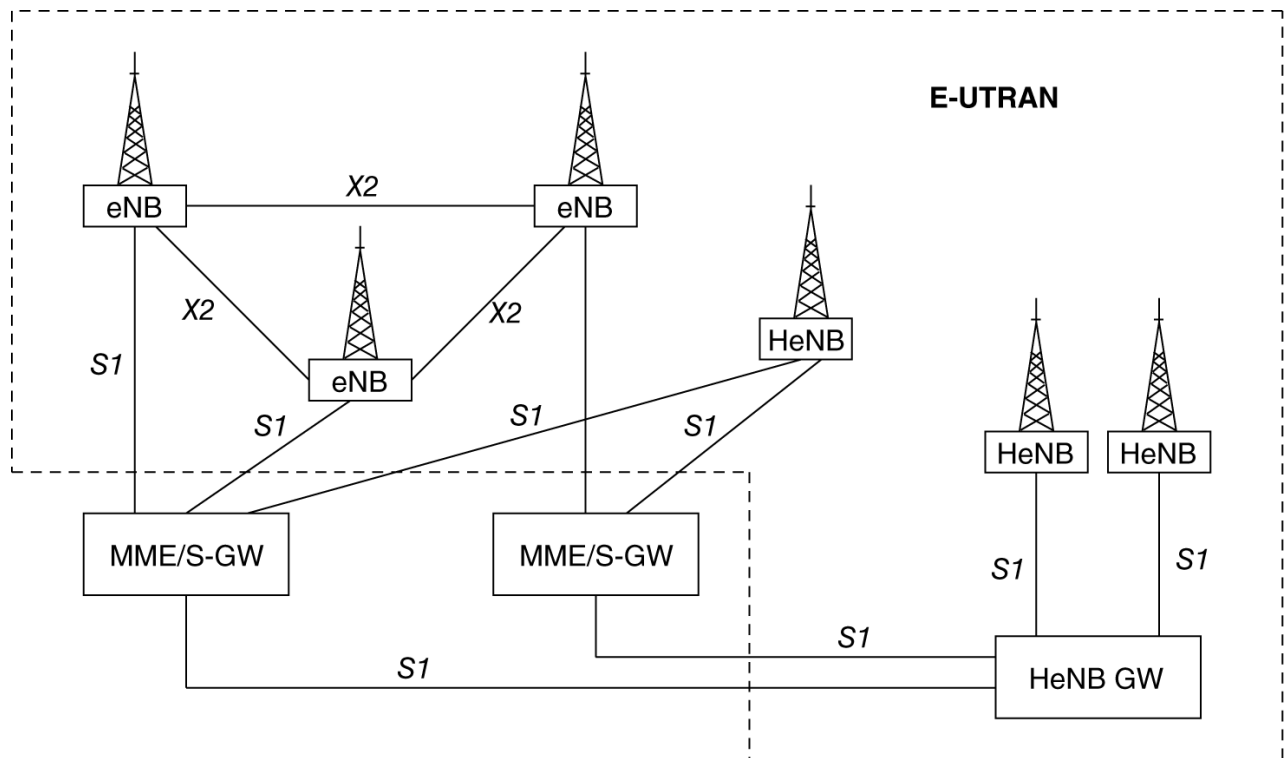 E-UTRAN
X2
eNB
eNB
X2
X2
HeNB
S1
eNB
S1
S1
S1
HeNB
HeNB
MME/S-GW
MME/S-GW
S1
S1
S1
HeNB GW
S1